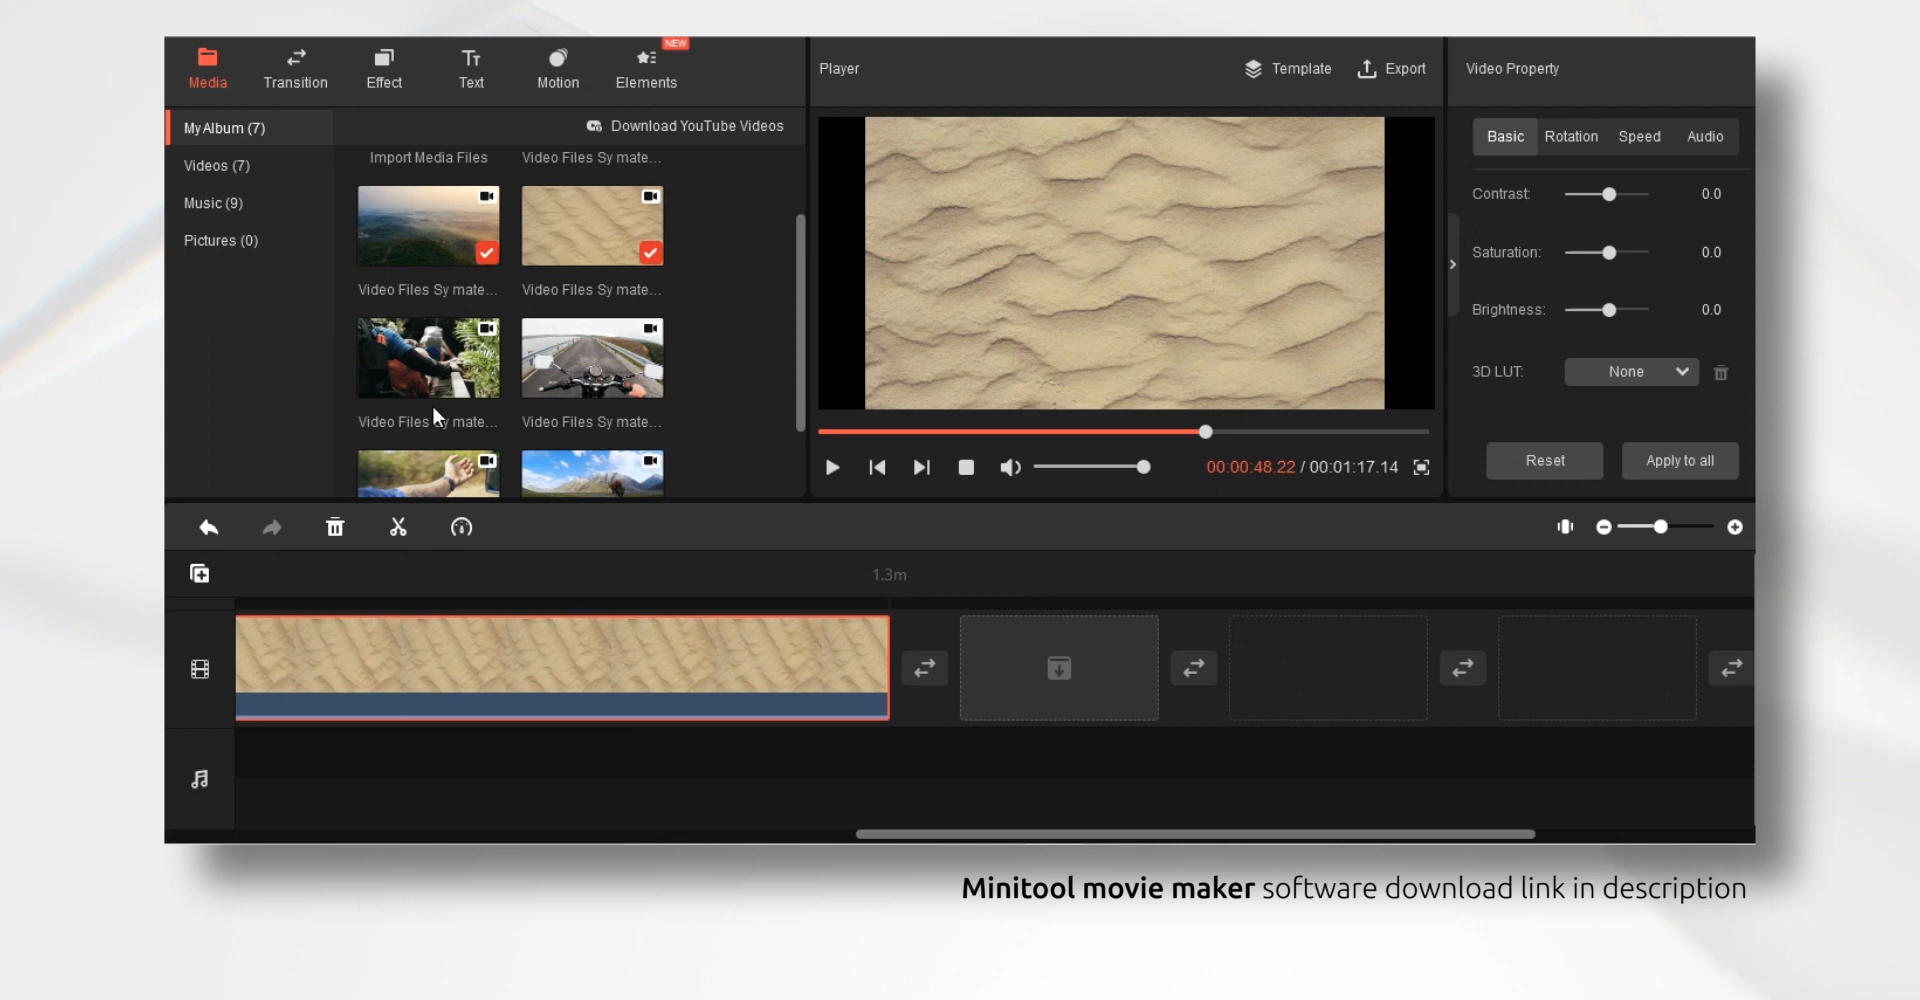 NEW
Media Transition Effect Text Motion Elements
Player
Template Export
Video Property
My Album (7)
Videos (7)
Music (9)
Pictures (0)
Download YouTube Videos
Import Media Files Video Files Sy mate...
Video Files Sy mate... Video Files Sy mate...
Video Files Sy mate... Video Files Sy mate...
00:00:48.22 / 00:01:17.14
Basic Rotation Speed Audio
Contrast: 0.0
Saturation: 0.0
Brightness: 0.0
3D LUT: None
Reset Apply to all
1.3m
Minitool movie maker software download link in description